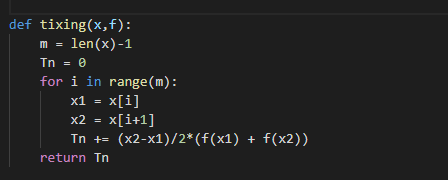 def tixing(x,f):
    m = len(x)-1
    Tn = 0
    for i in range(m):
        x1 = x[i]
        x2 = x[i+1]
        Tn += (x2-x1)/2*(f(x1) + f(x2))
    return Tn